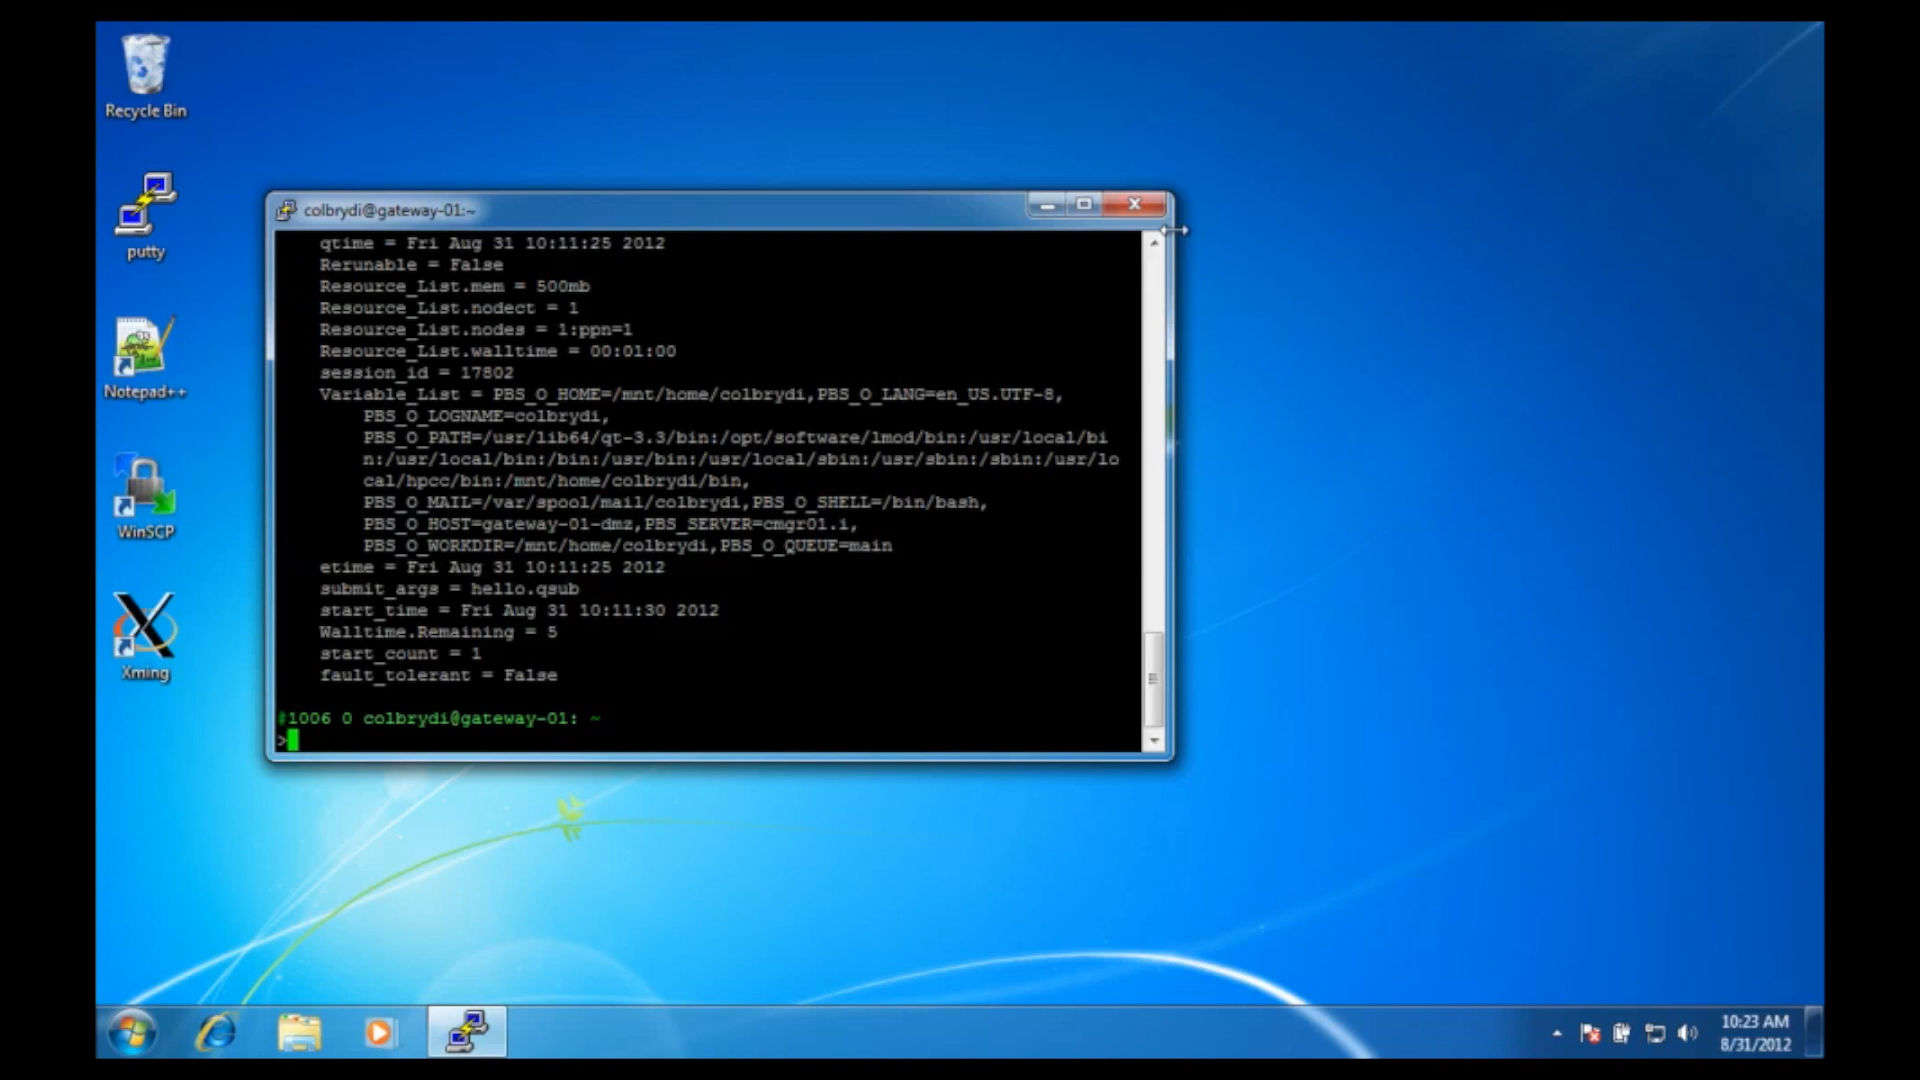 Recycle Bin
putty
Notepad++
WinSCP
Xming
colbrydi@gateway-01:~
qtime = Fri Aug 31 10:11:25 2012
Rerunable = False
Resource_List.mem = 500mb
Resource_List.nodect = 1
Resource_List.nodes = 1:ppn=1
Resource_List.walltime = 00:01:00
session_id = 17802
Variable_List = PBS_O_HOME=/mnt/home/colbrydi,PBS_O_LANG=en_US.UTF-8,
PBS_O_LOGNAME=colbrydi,
PBS_O_PATH=/usr/lib64/qt-3.3/bin:/opt/software/lmod/bin:/usr/local/bi
n:/usr/local/bin:/bin:/usr/bin:/usr/local/sbin:/usr/sbin:/sbin:/usr/lo
cal/hpcc/bin:/mnt/home/colbrydi/bin,
PBS_O_MAIL=/var/spool/mail/colbrydi,PBS_O_SHELL=/bin/bash,
PBS_O_HOST=gateway-01-dmz,PBS_SERVER=cmgr01.i,
PBS_O_WORKDIR=/mnt/home/colbrydi,PBS_O_QUEUE=main
etime = Fri Aug 31 10:11:25 2012
submit_args = hello.qsub
start_time = Fri Aug 31 10:11:30 2012
Walltime.Remaining = 5
start_count = 1
fault_tolerant = False
#1006 0 colbrydi@gateway-01: ~
>
10:23 AM
8/31/2012